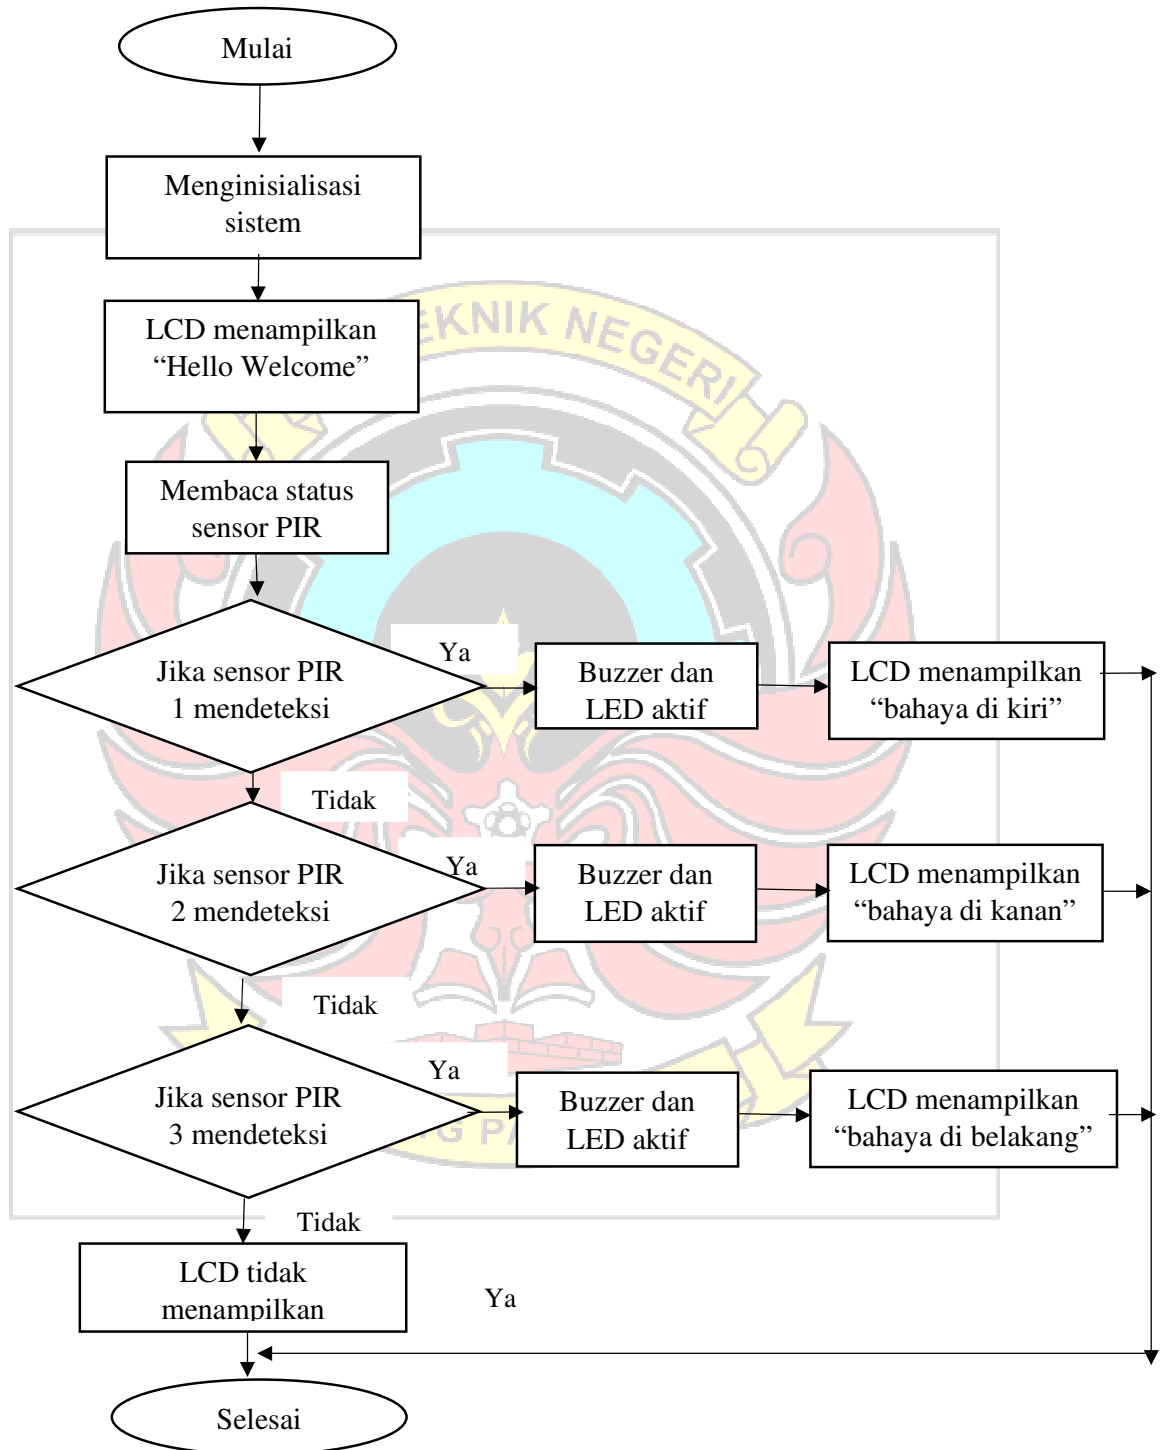 Mulai
Menginisialisasi
sistem
LCD menampilkan
“Hello Welcome”
EKNIK NEGERI
Membaca status
sensor PIR
Jika sensor PIR
1 mendeteksi
Ya
Buzzer dan
LED aktif
LCD menampilkan
“bahaya di kiri”
Tidak
Jika sensor PIR
2 mendeteksi
Ya
Buzzer dan
LED aktif
LCD menampilkan
“bahaya di kanan”
Tidak
Jika sensor PIR
3 mendeteksi
Ya
Buzzer dan
LED aktif
LCD menampilkan
“bahaya di belakang”
Tidak
LCD tidak
menampilkan
Ya
Selesai